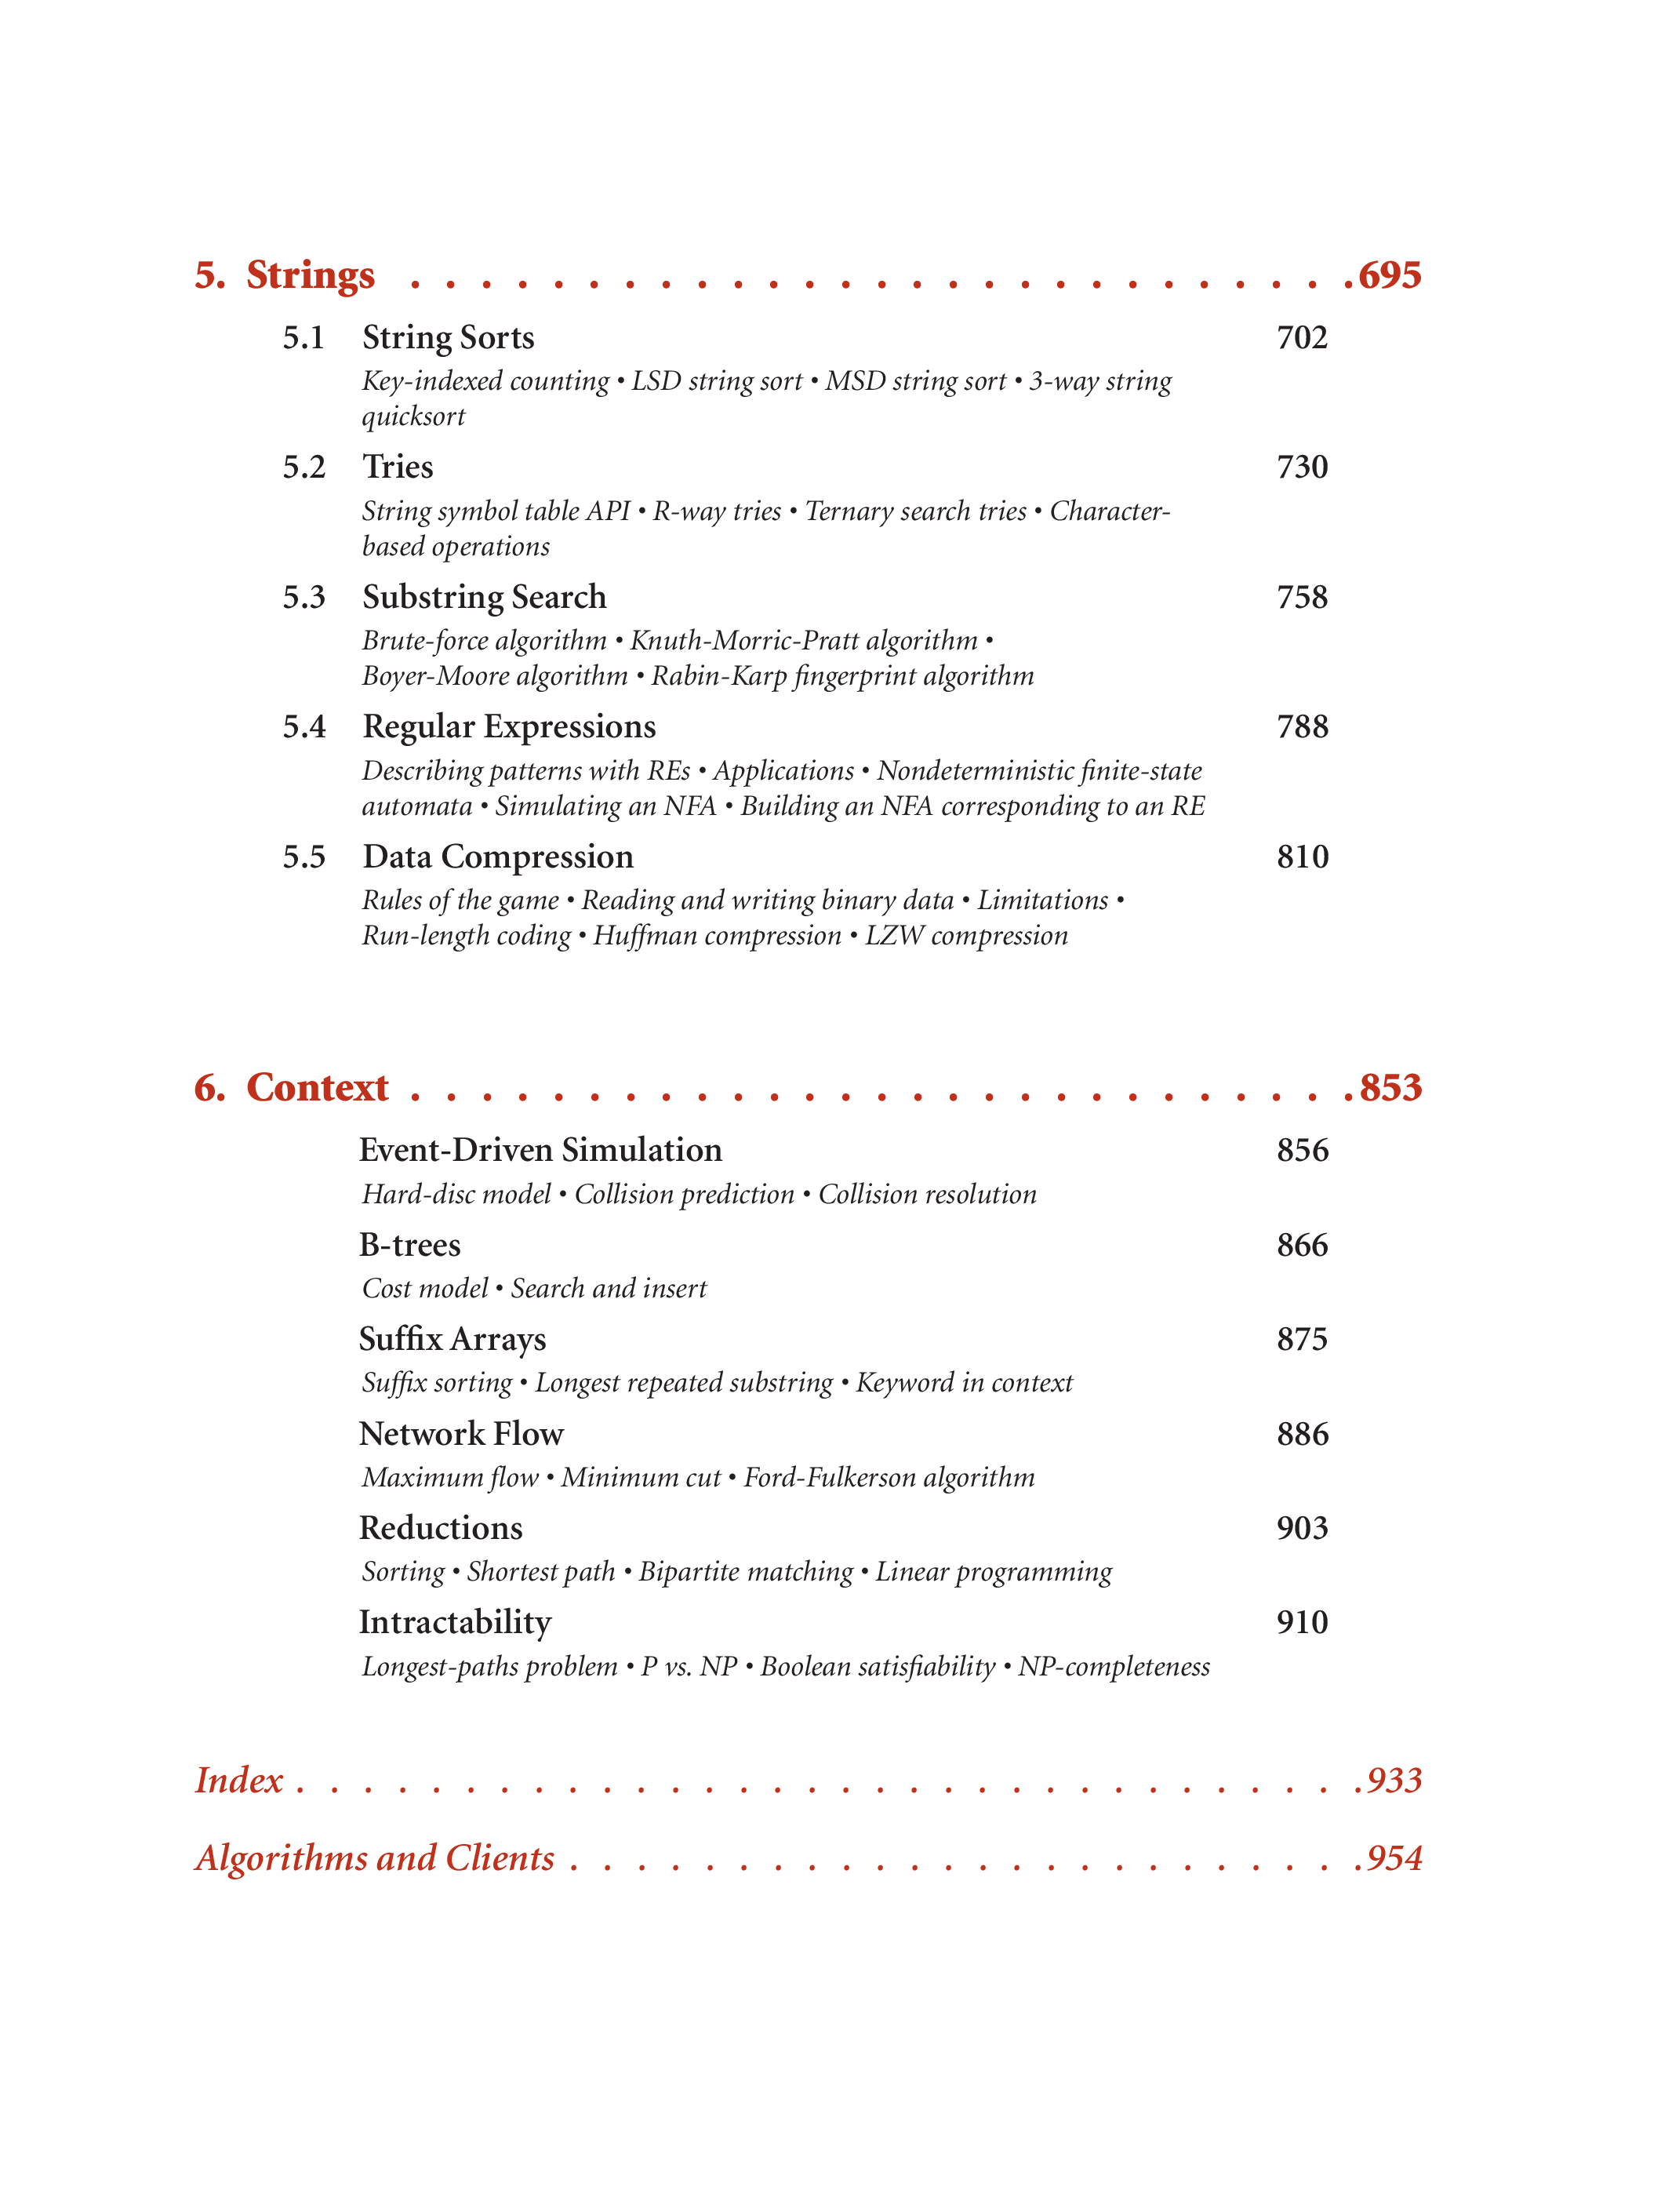 5. Strings . . . . . . . . . . . . . . . . . . . . . . . . . . . 695
5.1 String Sorts 702
Key-indexed counting • LSD string sort • MSD string sort • 3-way string
quicksort
5.2 Tries 730
String symbol table API • R-way tries • Ternary search tries • Character-
based operations
5.3 Substring Search 758
Brute-force algorithm • Knuth-Morric-Pratt algorithm •
Boyer-Moore algorithm • Rabin-Karp fingerprint algorithm
5.4 Regular Expressions 788
Describing patterns with REs • Applications • Nondeterministic finite-state
automata • Simulating an NFA • Building an NFA corresponding to an RE
5.5 Data Compression 810
Rules of the game • Reading and writing binary data • Limitations •
Run-length coding • Huffman compression • LZW compression
6. Context . . . . . . . . . . . . . . . . . . . . . . . . . . . 853
Event-Driven Simulation 856
Hard-disc model • Collision prediction • Collision resolution
B-trees 866
Cost model • Search and insert
Suffix Arrays 875
Suffix sorting • Longest repeated substring • Keyword in context
Network Flow 886
Maximum flow • Minimum cut • Ford-Fulkerson algorithm
Reductions 903
Sorting • Shortest path • Bipartite matching • Linear programming
Intractability 910
Longest-paths problem • P vs. NP • Boolean satisfiability • NP-completeness
Index . . . . . . . . . . . . . . . . . . . . . . . . . . . . . . . . 933
Algorithms and Clients . . . . . . . . . . . . . . . . . . . . . . . . 954